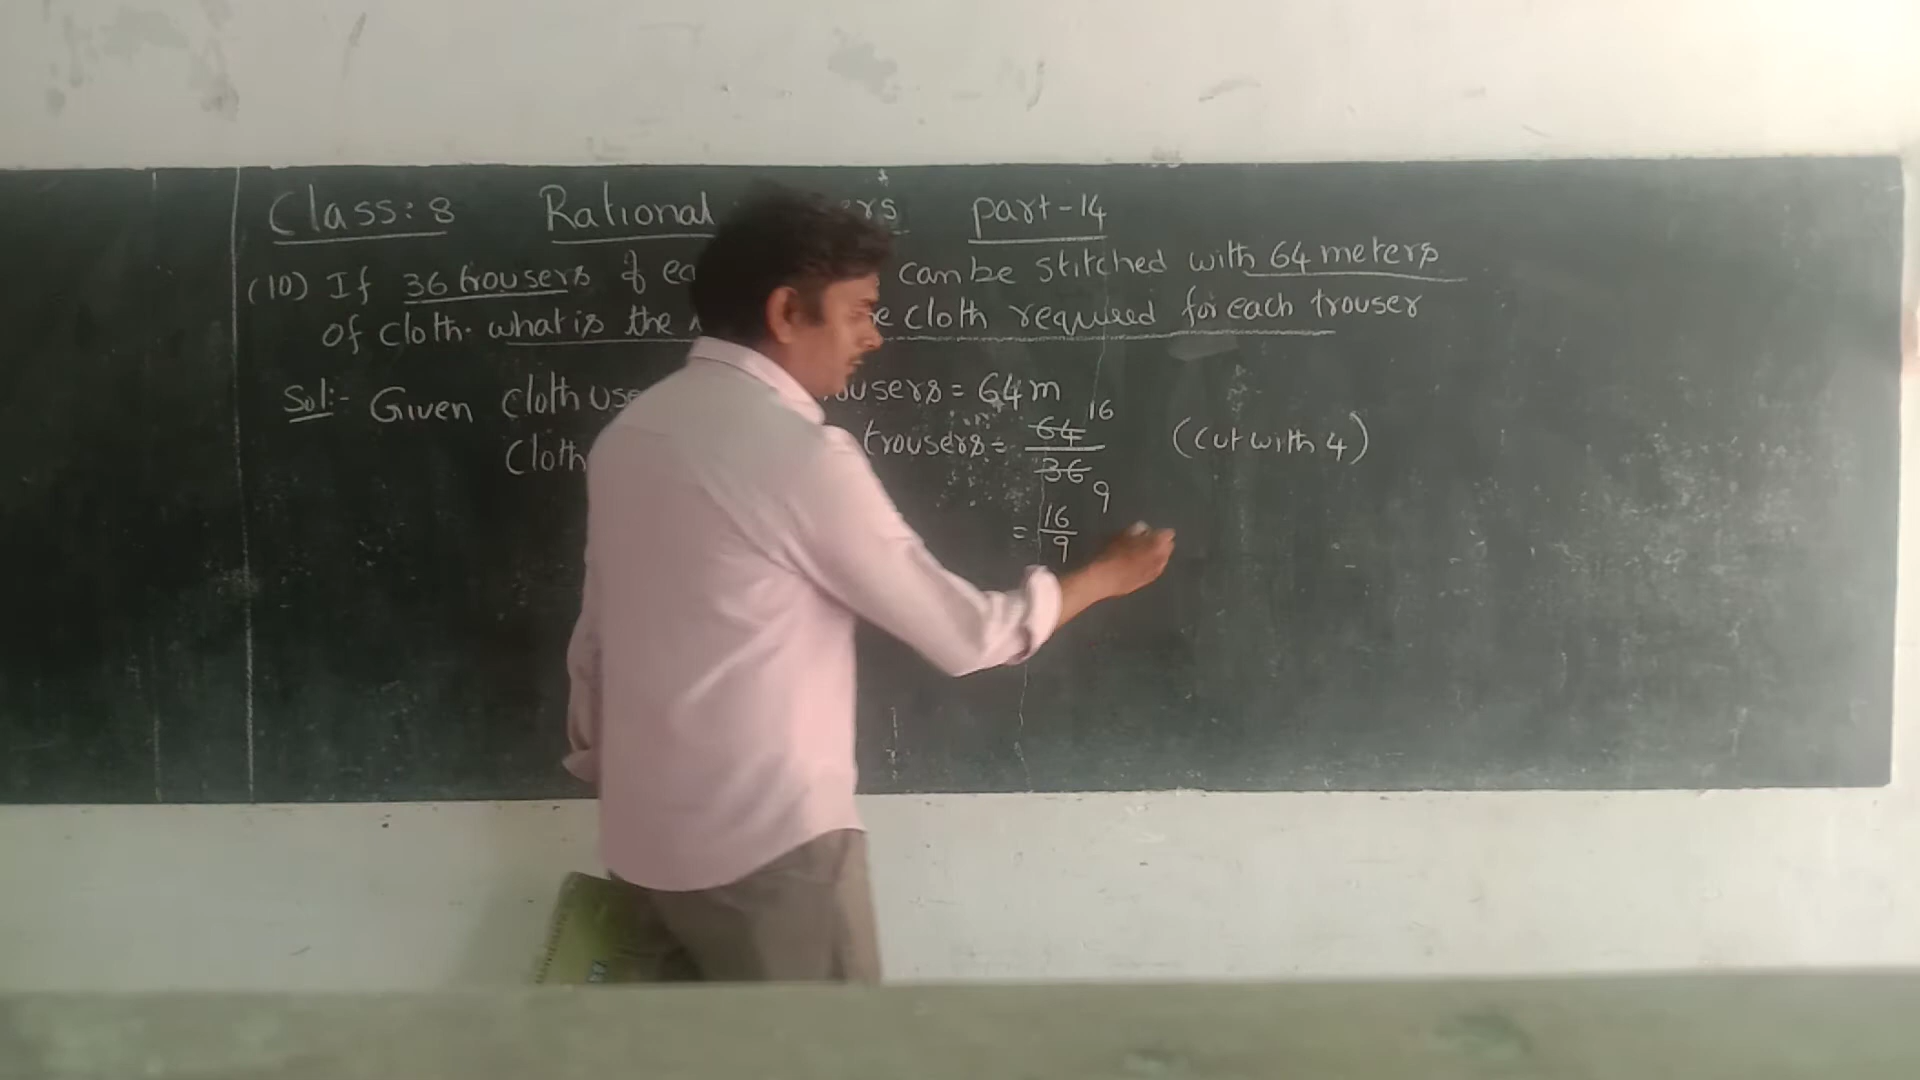 Class: 8 Rational ers part-14
(10) If 36 trousers of ea can be stitched with 64 meters
of cloth. what is the e cloth required for each trouser
Sol:- Given cloth use ousers = 64m
Cloth trousers = 64 16 (cut with 4)
36 9
= 16
9